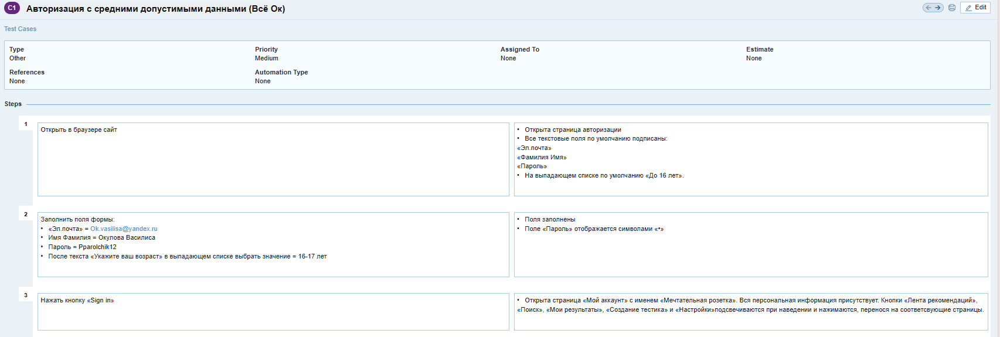 C1 Авторизация с средними допустимыми данными (Всё Ок)
Edit
Test Cases
Type Priority Assigned To Estimate
Other Medium None None
References Automation Type
None None
Steps
1
Открыть в браузере сайт
• Открыта страница авторизации
• Все текстовые поля по умолчанию подписаны:
«Эл.почта»
«Фамилия Имя»
«Пароль»
• На выпадающем списке по умолчанию «До 16 лет».
2
Заполнить поля формы:
• «Эл.почта» = Ok.vasilisa@yandex.ru
• Имя Фамилия = Окулова Василиса
• Пароль = Pparolchik12
• После текста «Укажите ваш возраст» в выпадающем списке выбрать значение = 16-17 лет
• Поля заполнены
• Поле «Пароль» отображается символами «•»
3
Нажать кнопку «Sign in»
• Открыта страница «Мой аккаунт» с именем «Мечтательная розетка». Вся персональная информация присутствует. Кнопки «Лента рекомендаций»,
«Поиск», «Мои результаты», «Создание тестика» и «Настройки»подсвечиваются при наведении и нажимаются, перенося на соответсвующие страницы.